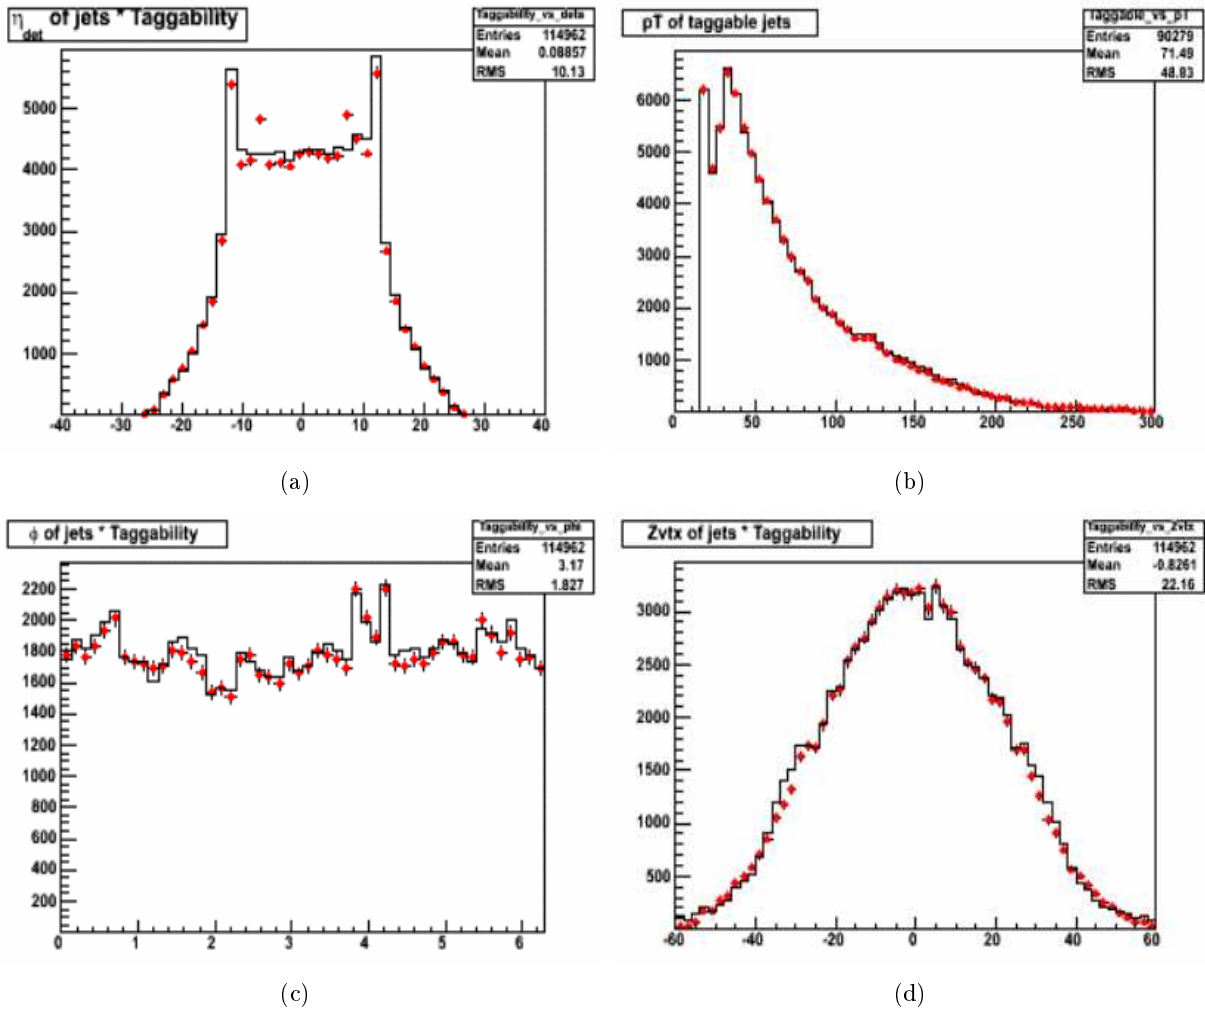 η_det of jets * Taggability
Taggability_vs_deta
Entries 114962
Mean 0.08857
RMS 10.13
5000
4000
3000
2000
1000
-40 -30 -20 -10 0 10 20 30 40
(a)
pT of taggable jets
Taggable_vs_pT
Entries 90279
Mean 71.49
RMS 48.83
6000
5000
4000
3000
2000
1000
0 50 100 150 200 250 300
(b)
ϕ of jets * Taggability
Taggability_vs_phi
Entries 114962
Mean 3.17
RMS 1.827
2200
2000
1800
1600
1400
1200
1000
800
600
400
200
0 1 2 3 4 5 6
(c)
Zvtx of jets * Taggability
Taggability_vs_Zvtx
Entries 114962
Mean -0.8261
RMS 22.16
3000
2500
2000
1500
1000
500
-60 -40 -20 0 20 40 60
(d)